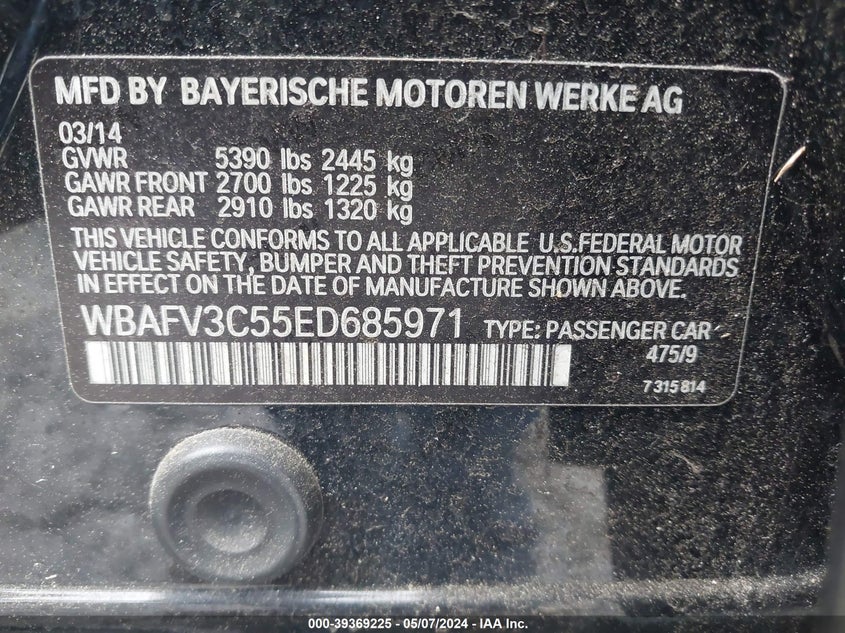 MFD BY BAYERISCHE MOTOREN WERKE AG
03/14
GVWR 5390 lbs 2445 kg
GAWR FRONT 2700 lbs 1225 kg
GAWR REAR 2910 lbs 1320 kg
THIS VEHICLE CONFORMS TO ALL APPLICABLE U.S.FEDERAL MOTOR
VEHICLE SAFETY, BUMPER AND THEFT PREVENTION STANDARDS
IN EFFECT ON THE DATE OF MANUFACTURE SHOWN ABOVE.
WBAFV3C55ED685971 TYPE: PASSENGER CAR
475/9
7 315 814
000-39369225 - 05/07/2024 - IAA Inc.